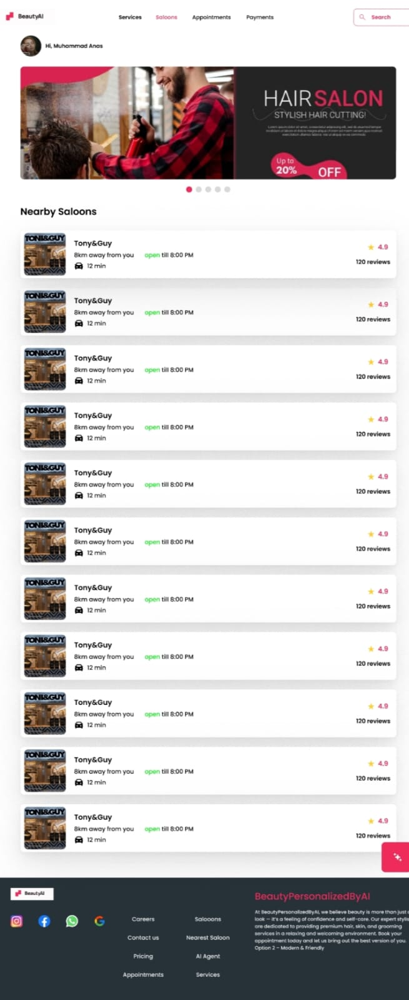 BeautyAI
Services Saloons Appointments Payments
Search
Hi, Muhammad Anas
HAIR SALON
STYLISH HAIR CUTTING!
Up to
20% OFF
Nearby Saloons
TONI&GUY
Tony&Guy
8km away from you open till 8:00 PM
12 min
4.9
120 reviews
TONI&GUY
Tony&Guy
8km away from you open till 8:00 PM
12 min
4.9
120 reviews
TONI&GUY
Tony&Guy
8km away from you open till 8:00 PM
12 min
4.9
120 reviews
TONI&GUY
Tony&Guy
8km away from you open till 8:00 PM
12 min
4.9
120 reviews
TONI&GUY
Tony&Guy
8km away from you open till 8:00 PM
12 min
4.9
120 reviews
TONI&GUY
Tony&Guy
8km away from you open till 8:00 PM
12 min
4.9
120 reviews
TONI&GUY
Tony&Guy
8km away from you open till 8:00 PM
12 min
4.9
120 reviews
TONI&GUY
Tony&Guy
8km away from you open till 8:00 PM
12 min
4.9
120 reviews
TONI&GUY
Tony&Guy
8km away from you open till 8:00 PM
12 min
4.9
120 reviews
TONI&GUY
Tony&Guy
8km away from you open till 8:00 PM
12 min
4.9
120 reviews
TONI&GUY
Tony&Guy
8km away from you open till 8:00 PM
12 min
4.9
120 reviews
BeautyAI
Careers
Contact us
Pricing
Appointments
Salooons
Nearest Saloon
AI Agent
Services
BeautyPersonalizedByAI
At BeautyPersonalizedByAI, we believe beauty is more than just
look — it's a feeling of confidence and self-care. Our expert stylis
are dedicated to providing premium hair, skin, and grooming
services in a relaxing and welcoming environment. Book your
appointment today and let us bring out the best version of you.
Option 2 – Modern & Friendly